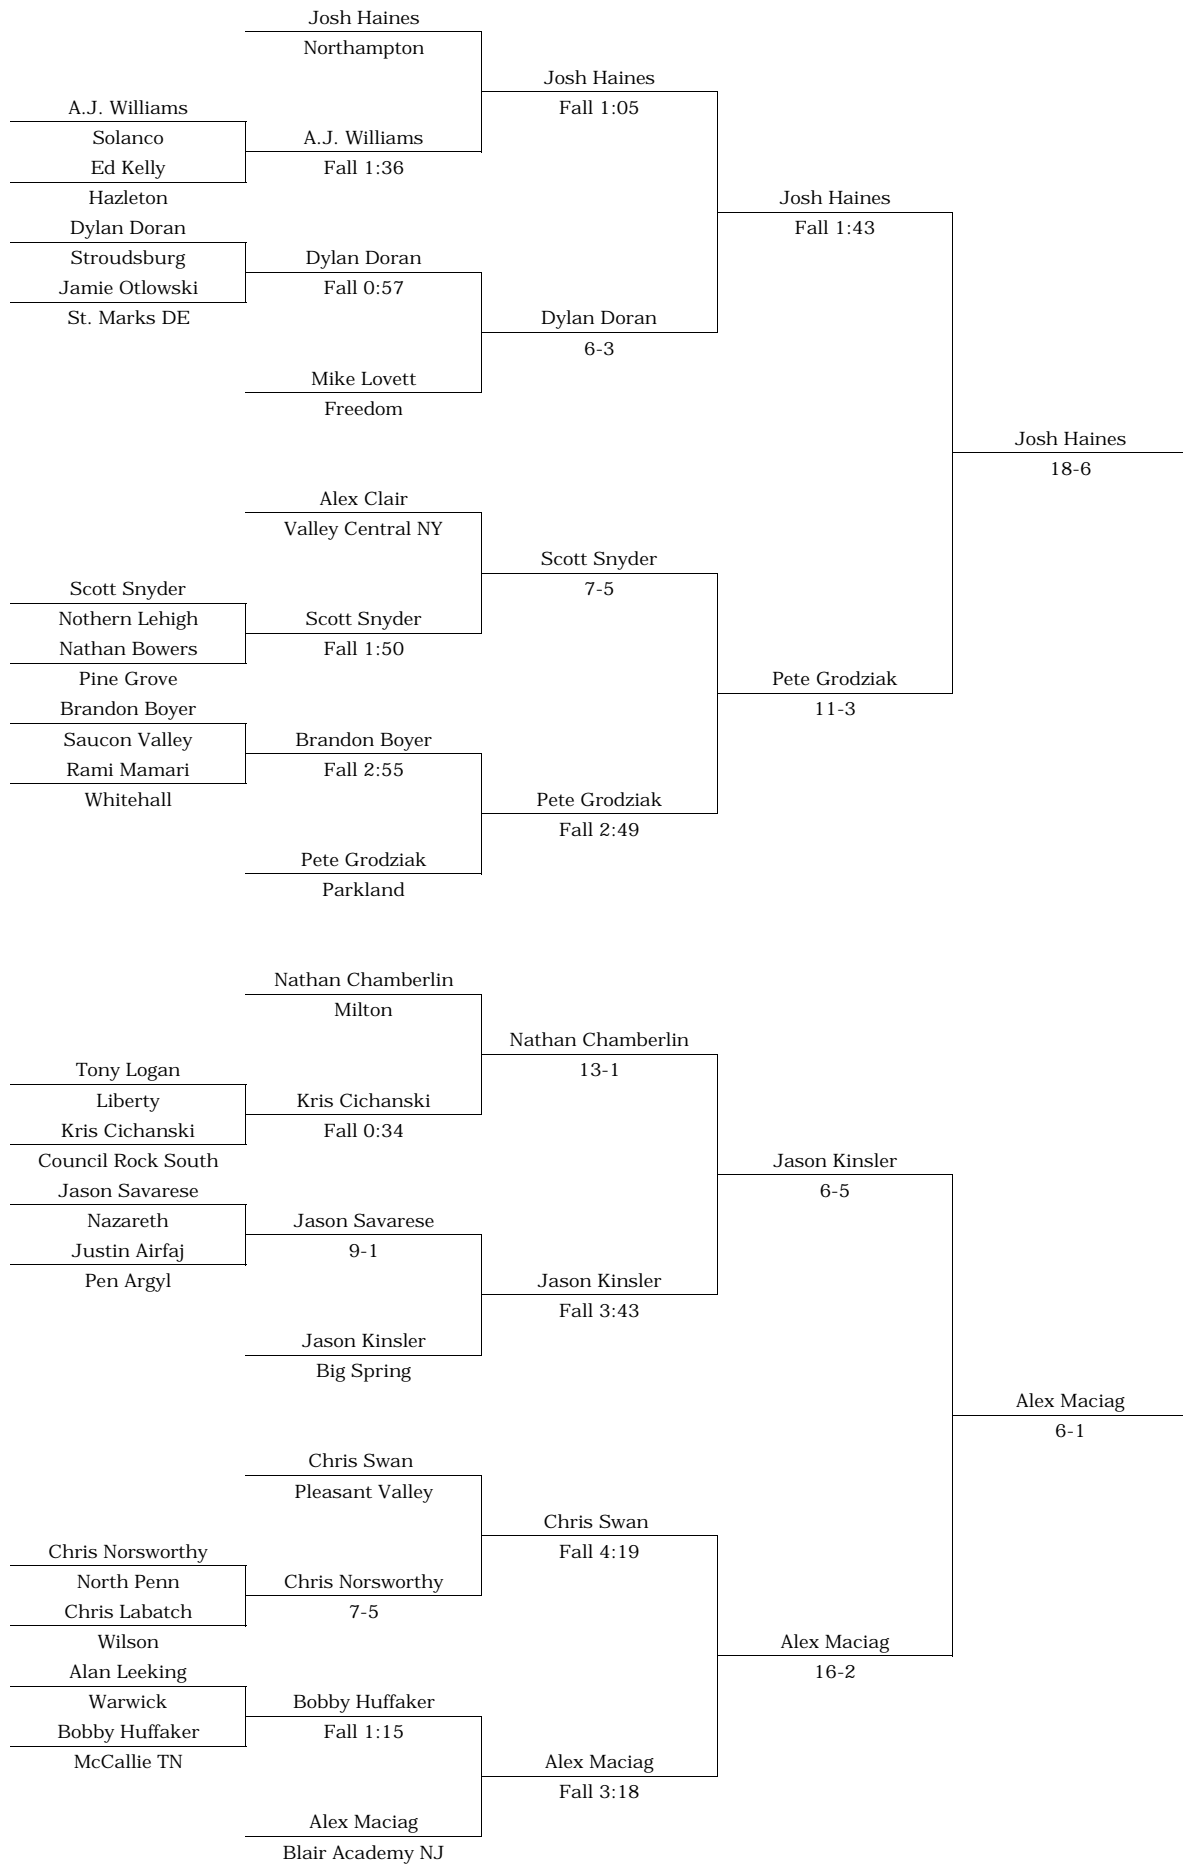 Josh Haines
Northampton
Josh Haines
Fall 1:05
A.J. Williams
Solanco
A.J. Williams
Fall 1:36
Ed Kelly
Hazleton
Josh Haines
Fall 1:43
Dylan Doran
Stroudsburg
Dylan Doran
Fall 0:57
Jamie Otlowski
St. Marks DE
Dylan Doran
6-3
Mike Lovett
Freedom
Josh Haines
18-6
Alex Clair
Valley Central NY
Scott Snyder
7-5
Scott Snyder
Nothern Lehigh
Scott Snyder
Fall 1:50
Nathan Bowers
Pine Grove
Pete Grodziak
11-3
Brandon Boyer
Saucon Valley
Brandon Boyer
Fall 2:55
Rami Mamari
Whitehall
Pete Grodziak
Fall 2:49
Pete Grodziak
Parkland
Nathan Chamberlin
Milton
Nathan Chamberlin
13-1
Tony Logan
Liberty
Kris Cichanski
Fall 0:34
Kris Cichanski
Council Rock South
Jason Kinsler
6-5
Jason Savarese
Nazareth
Jason Savarese
9-1
Justin Airfaj
Pen Argyl
Jason Kinsler
Fall 3:43
Jason Kinsler
Big Spring
Alex Maciag
6-1
Chris Swan
Pleasant Valley
Chris Swan
Fall 4:19
Chris Norsworthy
North Penn
Chris Norsworthy
7-5
Chris Labatch
Wilson
Alex Maciag
16-2
Alan Leeking
Warwick
Bobby Huffaker
Fall 1:15
Bobby Huffaker
McCallie TN
Alex Maciag
Fall 3:18
Alex Maciag
Blair Academy NJ